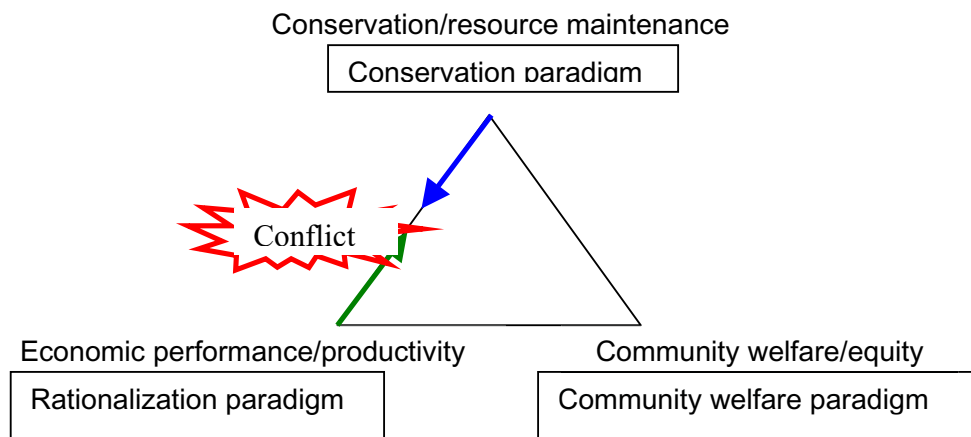 Conservation/resource maintenance
Conservation paradigm
Conflict
Economic performance/productivity
Community welfare/equity
Rationalization paradigm
Community welfare paradigm